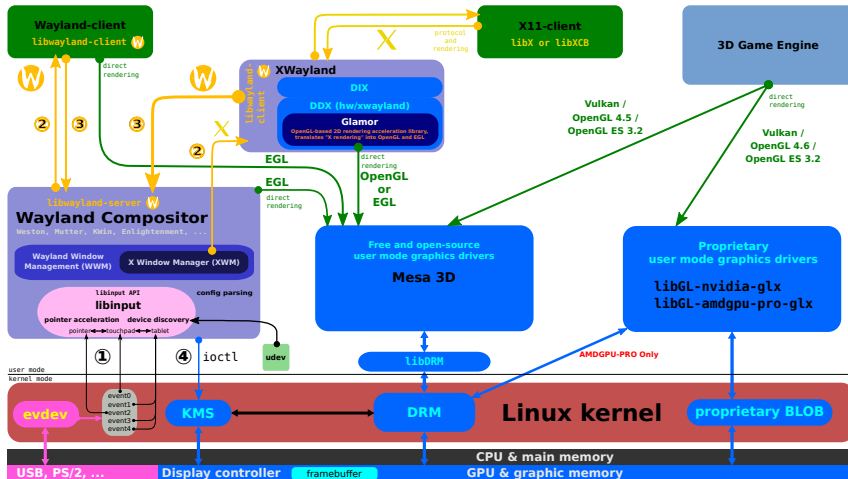 Wayland-client
libwayland-client W
direct
rendering
W
②
③
W
③
②
X
X
protocol
and
rendering
X11-client
libX or libXCB
3D Game Engine
direct
rendering
W XWayland
libwayland-
client
DIX
DDX (hw/xwayland)
Glamor
OpenGL-based 2D rendering acceleration library,
translates "X rendering" into OpenGL and EGL
direct
rendering
OpenGL
or
EGL
EGL
EGL
direct
rendering
Vulkan /
OpenGL 4.5 /
OpenGL ES 3.2
Vulkan /
OpenGL 4.6 /
OpenGL ES 3.2
libwayland-server W
Wayland Compositor
Weston, Mutter, KWin, Enlightenment, ...
Wayland Window
Management (WWM)
X Window Manager (XWM)
libinput API
config parsing
libinput
pointer acceleration
device discovery
pointer
touchpad
tablet
Free and open-source
user mode graphics drivers
Mesa 3D
Proprietary
user mode graphics drivers
libGL-nvidia-glx
libGL-amdgpu-pro-glx
①
④ ioctl
udev
libDRM
AMDGPU-PRO Only
user mode
kernel mode
evdev
event0
event1
event2
event3
event4
KMS
DRM
Linux kernel
proprietary BLOB
CPU & main memory
USB, PS/2, ...
Display controller
framebuffer
GPU & graphic memory